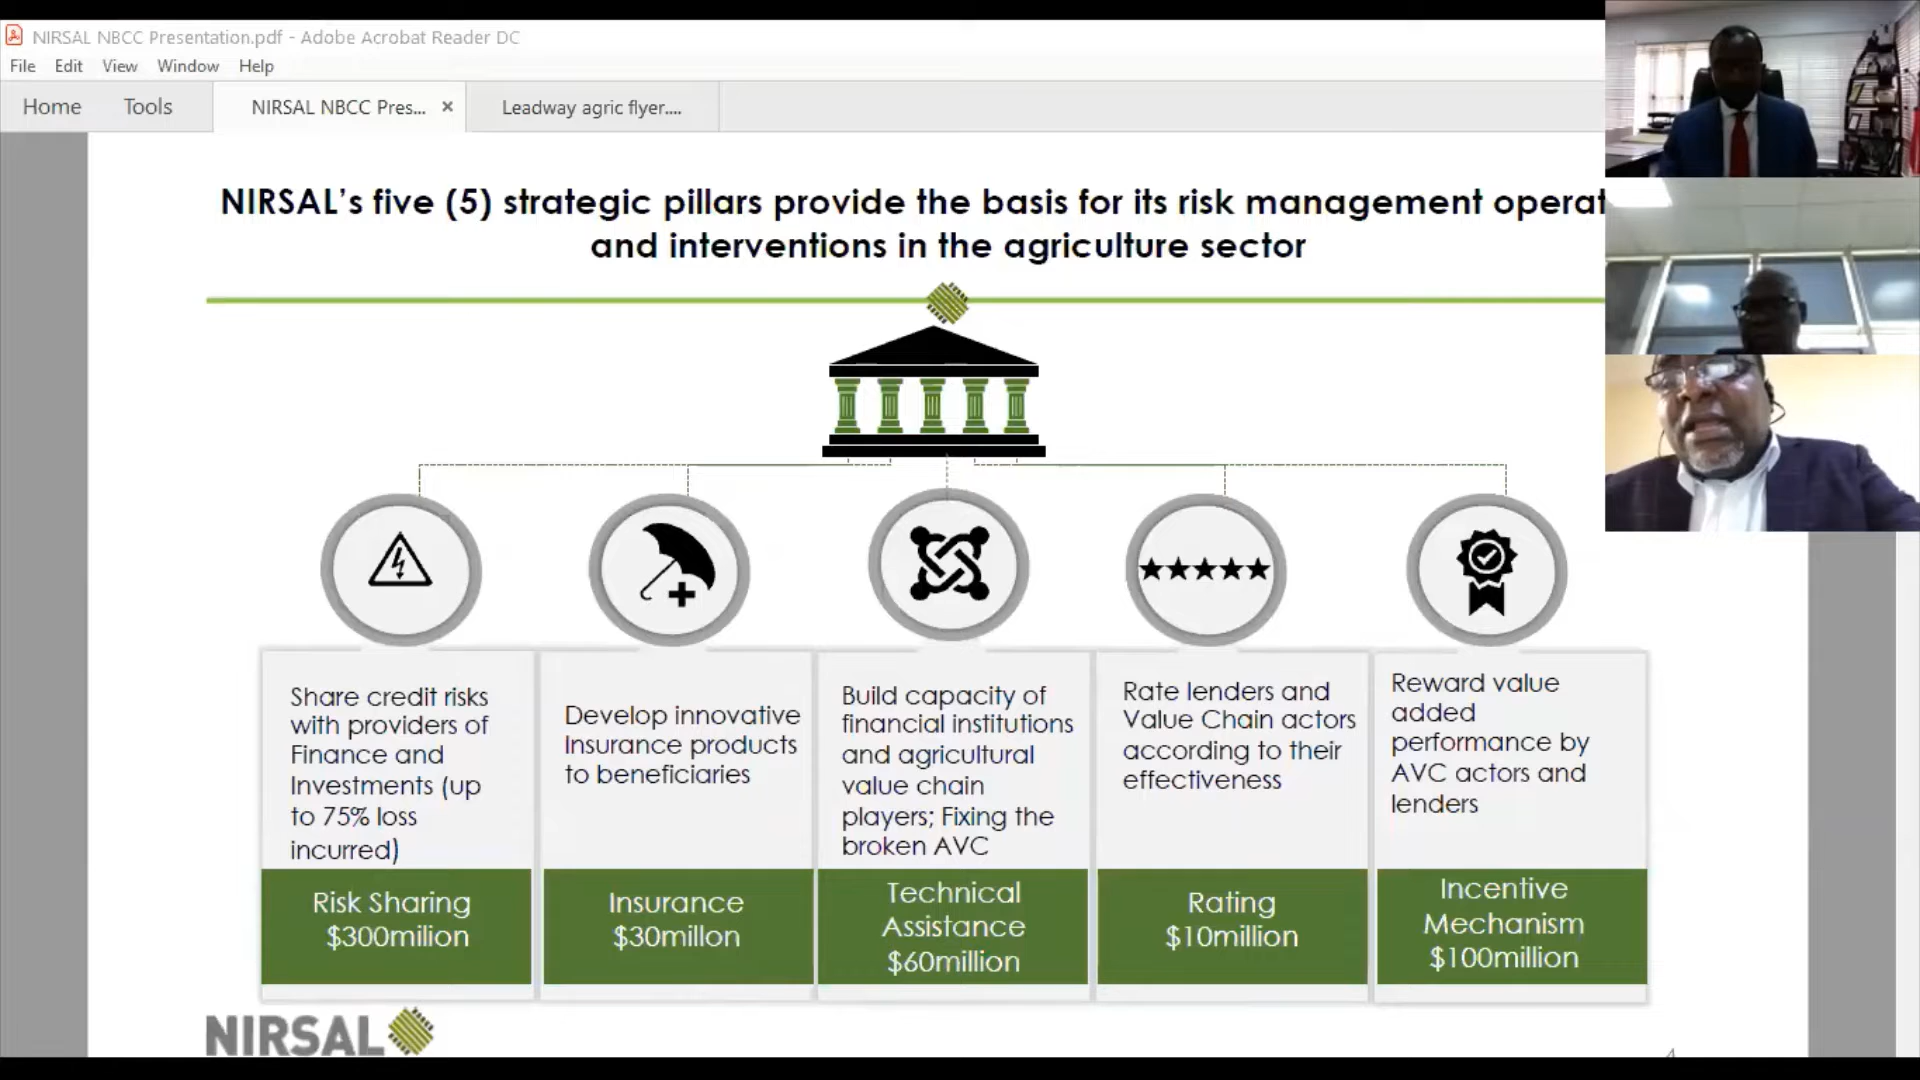 NIRSAL NBCC Presentation.pdf - Adobe Acrobat Reader DC
File Edit View Window Help
Home Tools NIRSAL NBCC Pres... × Leadway agric flyer....
NIRSAL’s five (5) strategic pillars provide the basis for its risk management operat
and interventions in the agriculture sector
Share credit risks
with providers of
Finance and
Investments (up
to 75% loss
incurred)
Risk Sharing
$300milion
Develop innovative
Insurance products
to beneficiaries
Insurance
$30millon
Build capacity of
financial institutions
and agricultural
value chain
players; Fixing the
broken AVC
Technical
Assistance
$60million
Rate lenders and
Value Chain actors
according to their
effectiveness
Rating
$10million
Reward value
added
performance by
AVC actors and
lenders
Incentive
Mechanism
$100million
NIRSAL